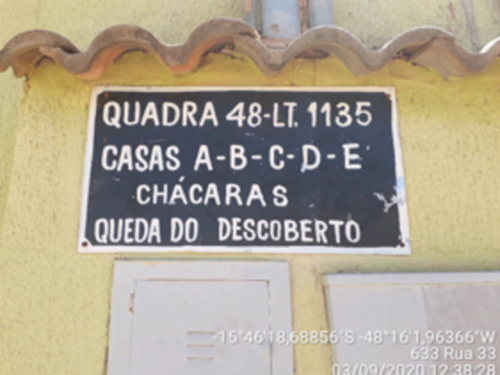 QUADRA 48-LT. 1135
CASAS A-B-C-D-E
CHÁCARAS
QUEDA DO DESCOBERTO
-15°46'18,68856"S -48°16'1,96366"W
633 Rua 33
03/09/2020 12:38:28